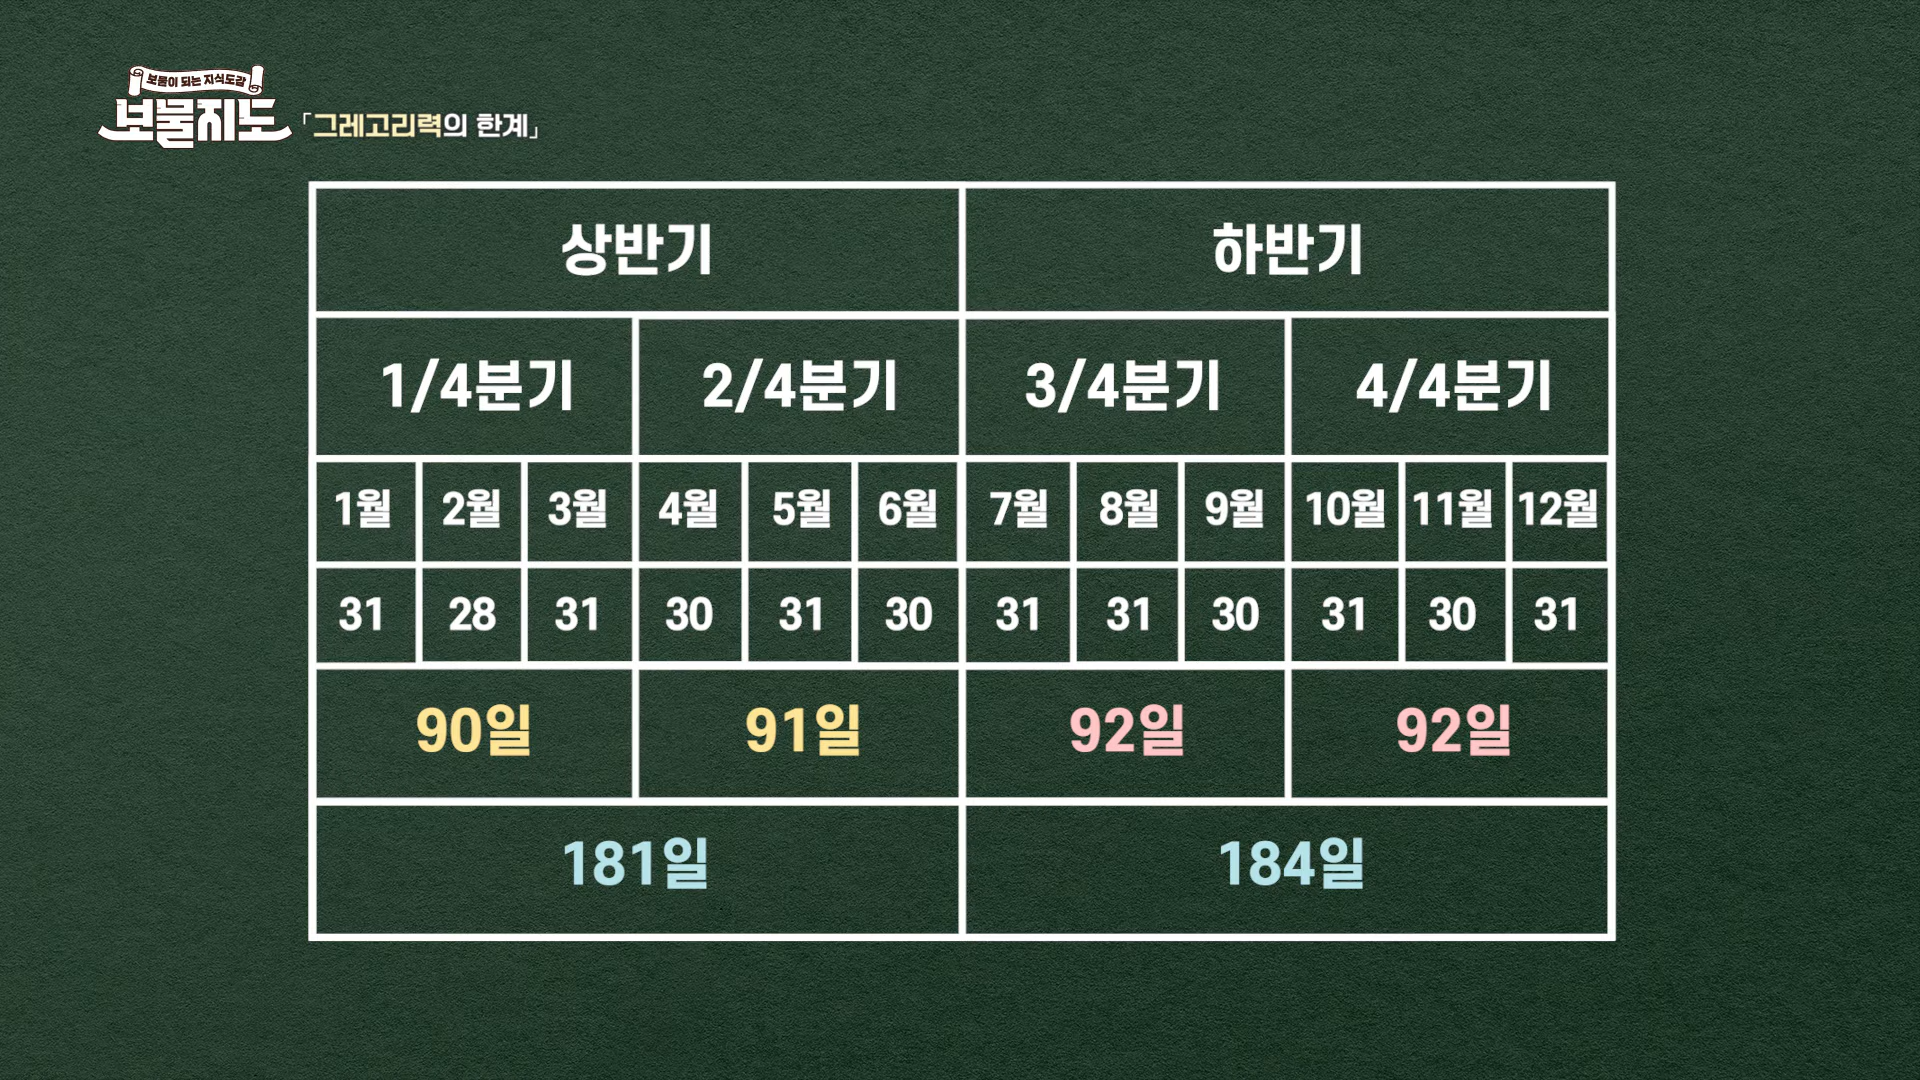 보물이 되는 지식도감
보물지도
「그레고리력의 한계」
상반기 하반기
1/4분기 2/4분기 3/4분기 4/4분기
1월 2월 3월 4월 5월 6월 7월 8월 9월 10월 11월 12월
31 28 31 30 31 30 31 31 30 31 30 31
90일 91일 92일 92일
181일 184일